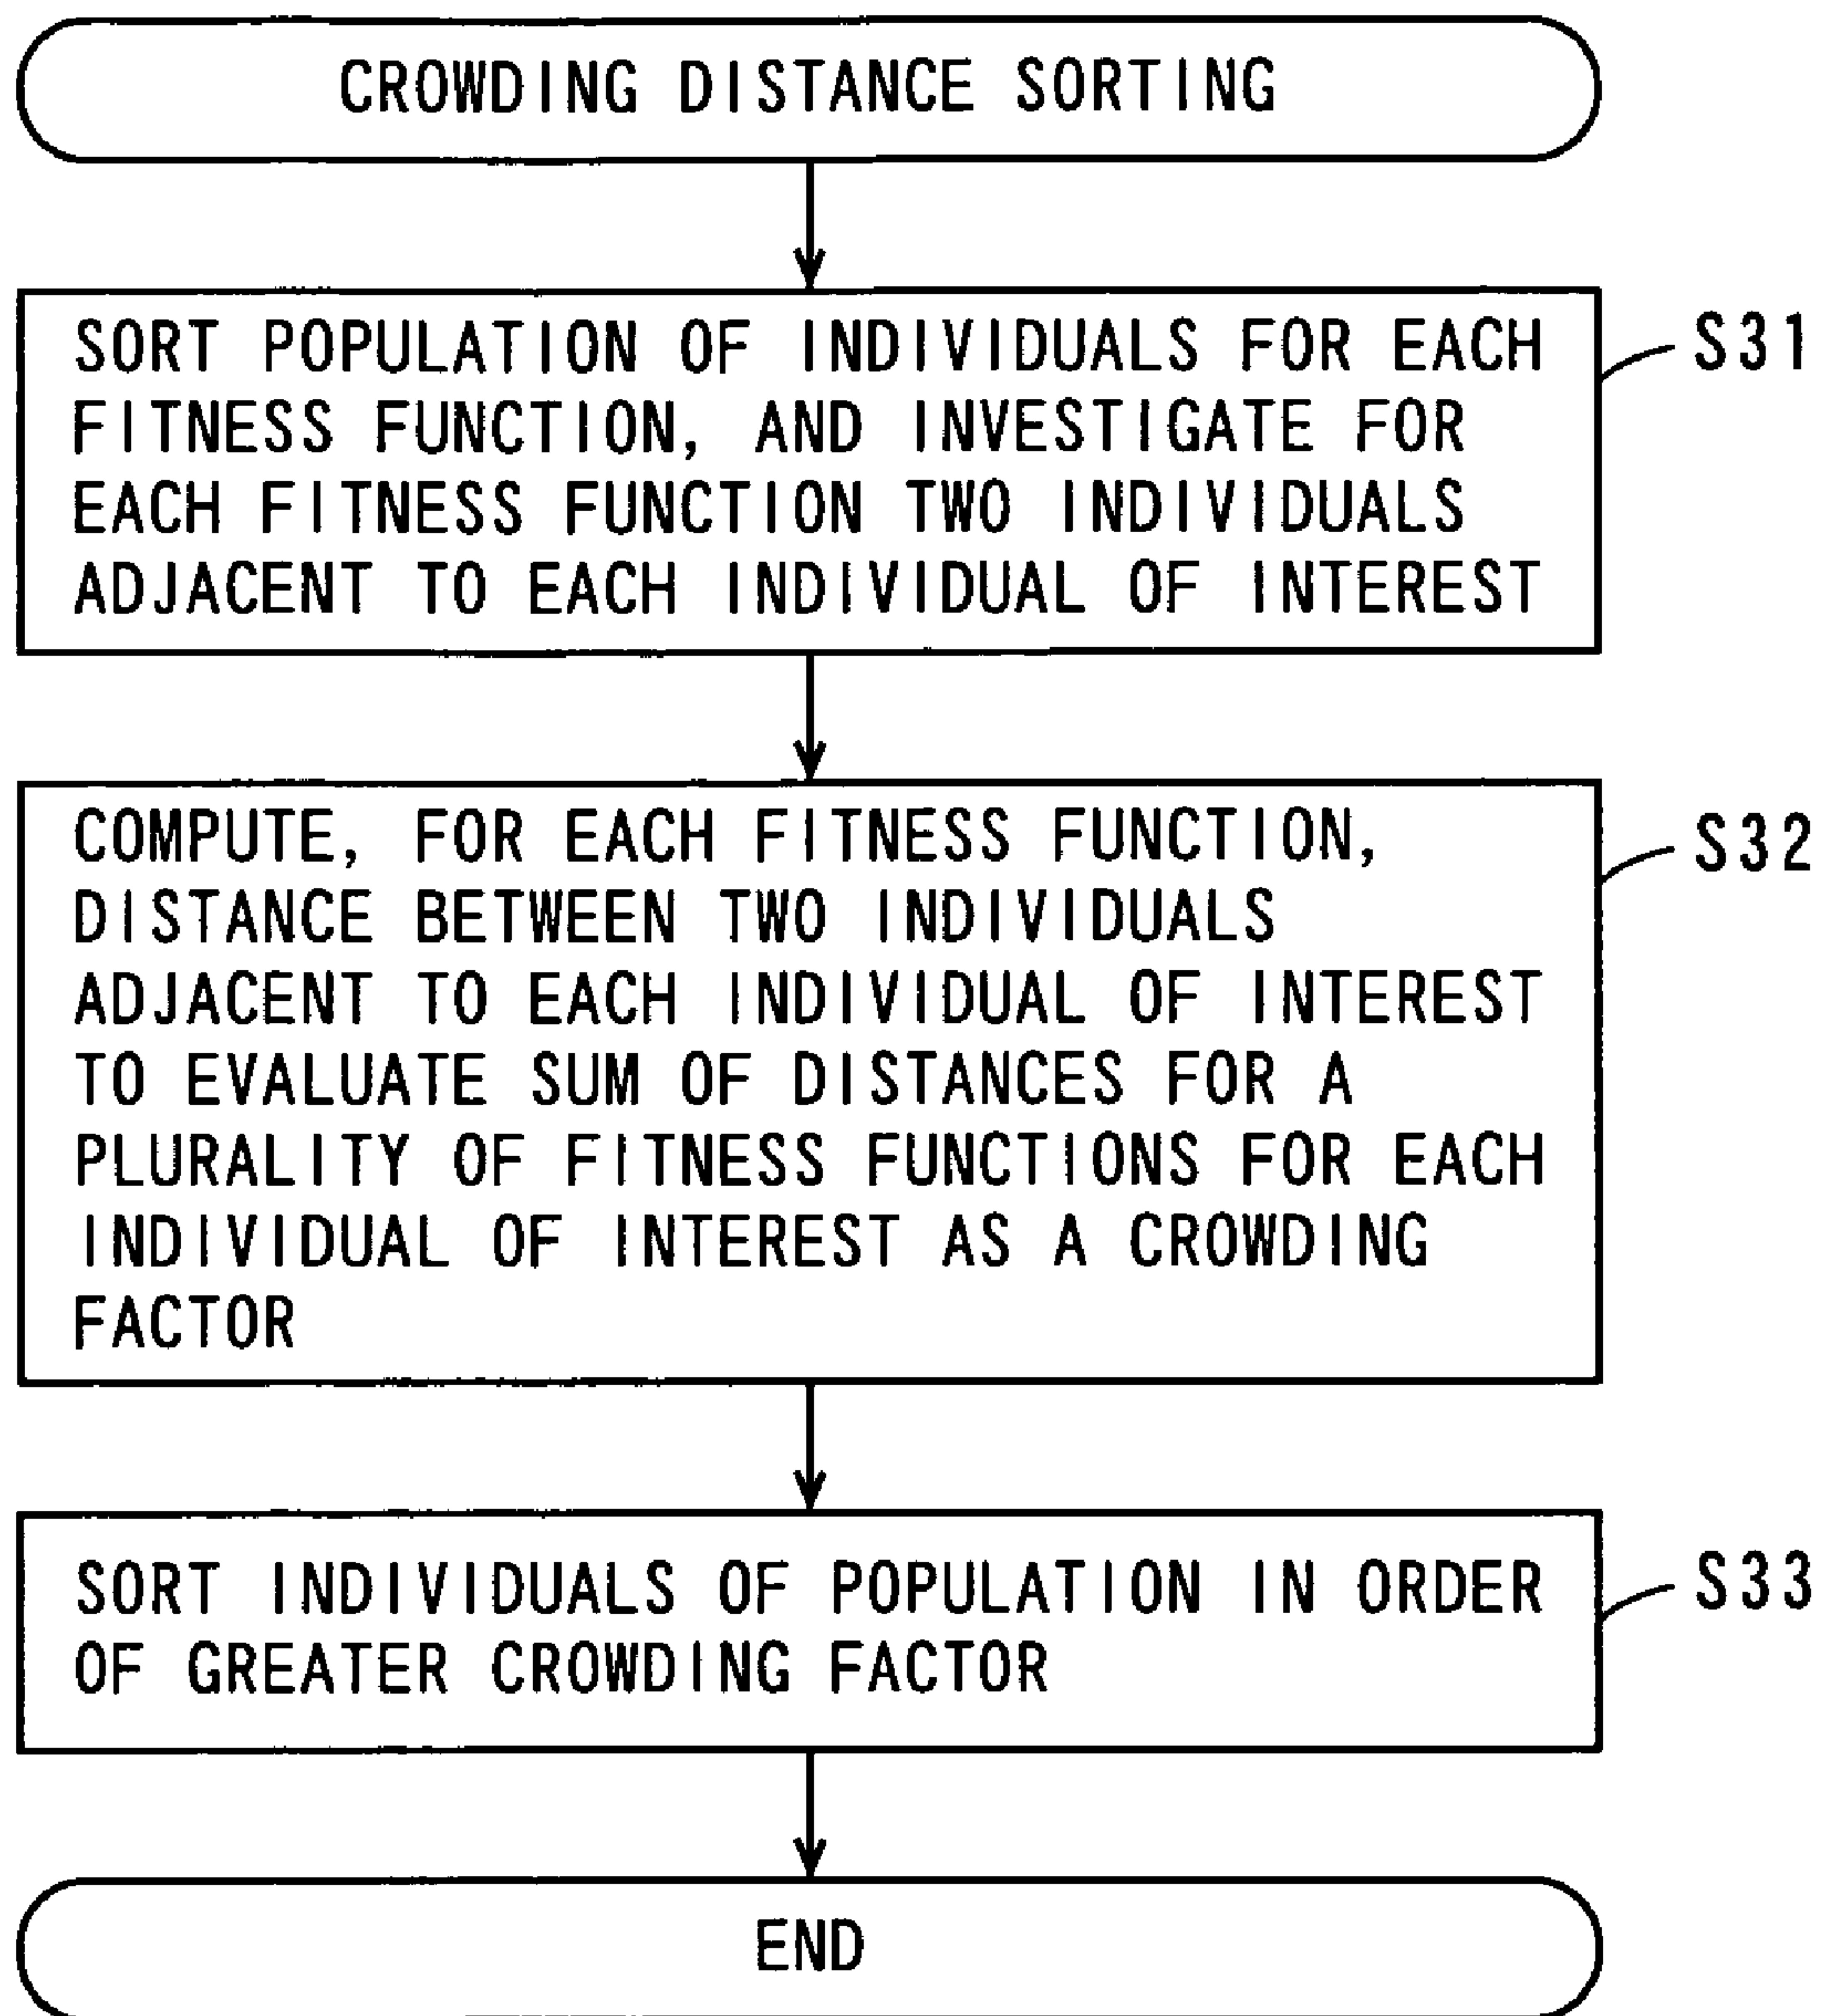 CROWDING DISTANCE SORTING
SORT POPULATION OF INDIVIDUALS FOR EACH
FITNESS FUNCTION, AND INVESTIGATE FOR
EACH FITNESS FUNCTION TWO INDIVIDUALS
ADJACENT TO EACH INDIVIDUAL OF INTEREST
S31
COMPUTE, FOR EACH FITNESS FUNCTION,
DISTANCE BETWEEN TWO INDIVIDUALS
ADJACENT TO EACH INDIVIDUAL OF INTEREST
TO EVALUATE SUM OF DISTANCES FOR A
PLURALITY OF FITNESS FUNCTIONS FOR EACH
INDIVIDUAL OF INTEREST AS A CROWDING
FACTOR
S32
SORT INDIVIDUALS OF POPULATION IN ORDER
OF GREATER CROWDING FACTOR
S33
END